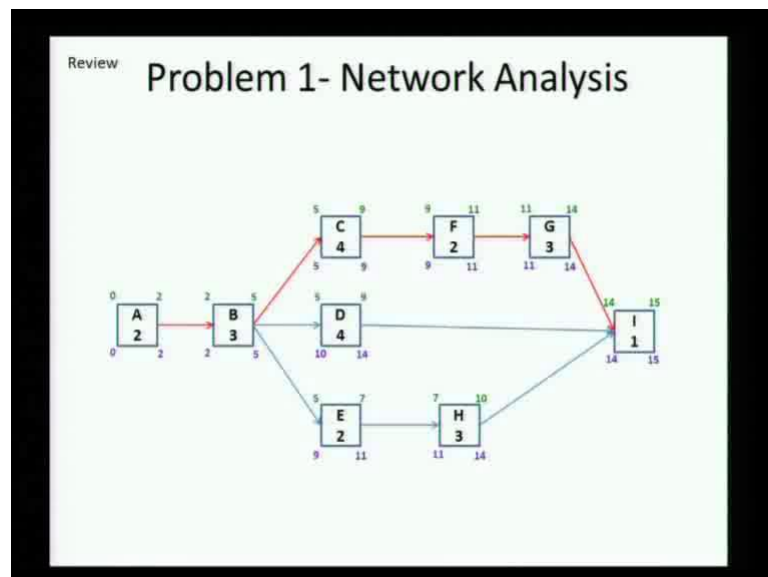 Review
Problem 1- Network Analysis
5 9 9 11 11 14
C F G
4 2 3
5 9 9 11 11 14
0 2 2 5 5 9 14 15
A B D I
2 3 4 1
0 2 2 5 10 14 14 15
5 7 7 10
E H
2 3
9 11 11 14